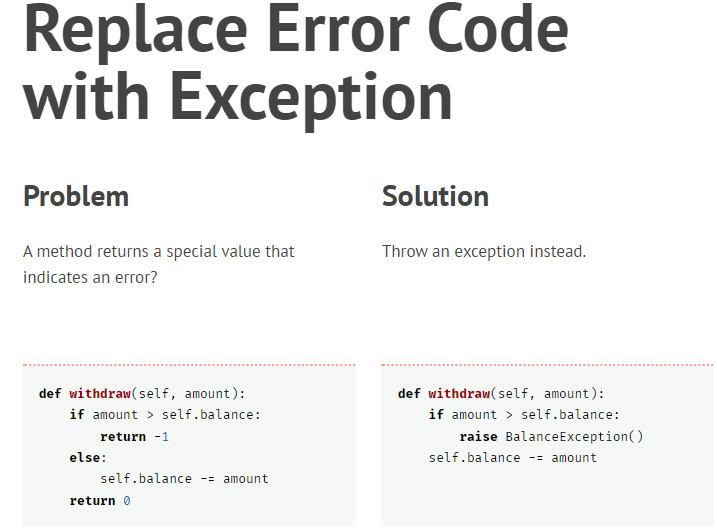 Replace Error Code
with Exception
Problem
A method returns a special value that
indicates an error?
def withdraw(self, amount):
    if amount > self.balance:
        return -1
    else:
        self.balance -= amount
    return 0
Solution
Throw an exception instead.
def withdraw(self, amount):
    if amount > self.balance:
        raise BalanceException()
    self.balance -= amount